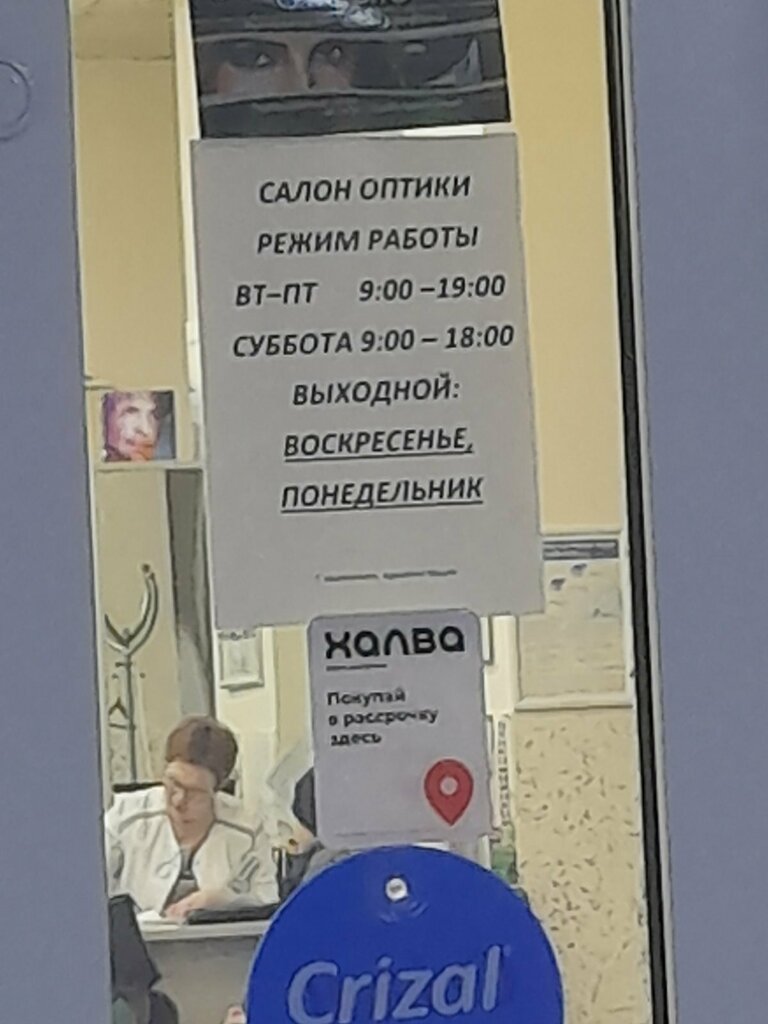 САЛОН ОПТИКИ
РЕЖИМ РАБОТЫ
ВТ–ПТ 9:00 –19:00
СУББОТА 9:00 – 18:00
ВЫХОДНОЙ:
ВОСКРЕСЕНЬЕ,
ПОНЕДЕЛЬНИК
халва
Покупай
в рассрочку
здесь
Crizal